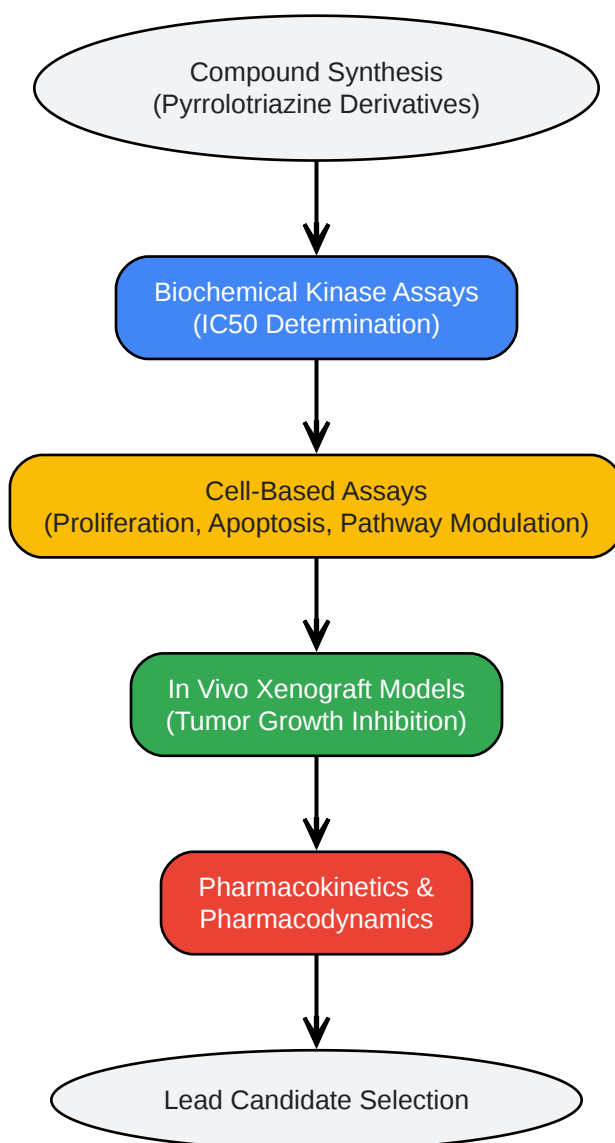 Compound Synthesis
(Pyrrolotriazine Derivatives)
Biochemical Kinase Assays
(IC50 Determination)
Cell-Based Assays
(Proliferation, Apoptosis, Pathway Modulation)
In Vivo Xenograft Models
(Tumor Growth Inhibition)
Pharmacokinetics &
Pharmacodynamics
Lead Candidate Selection